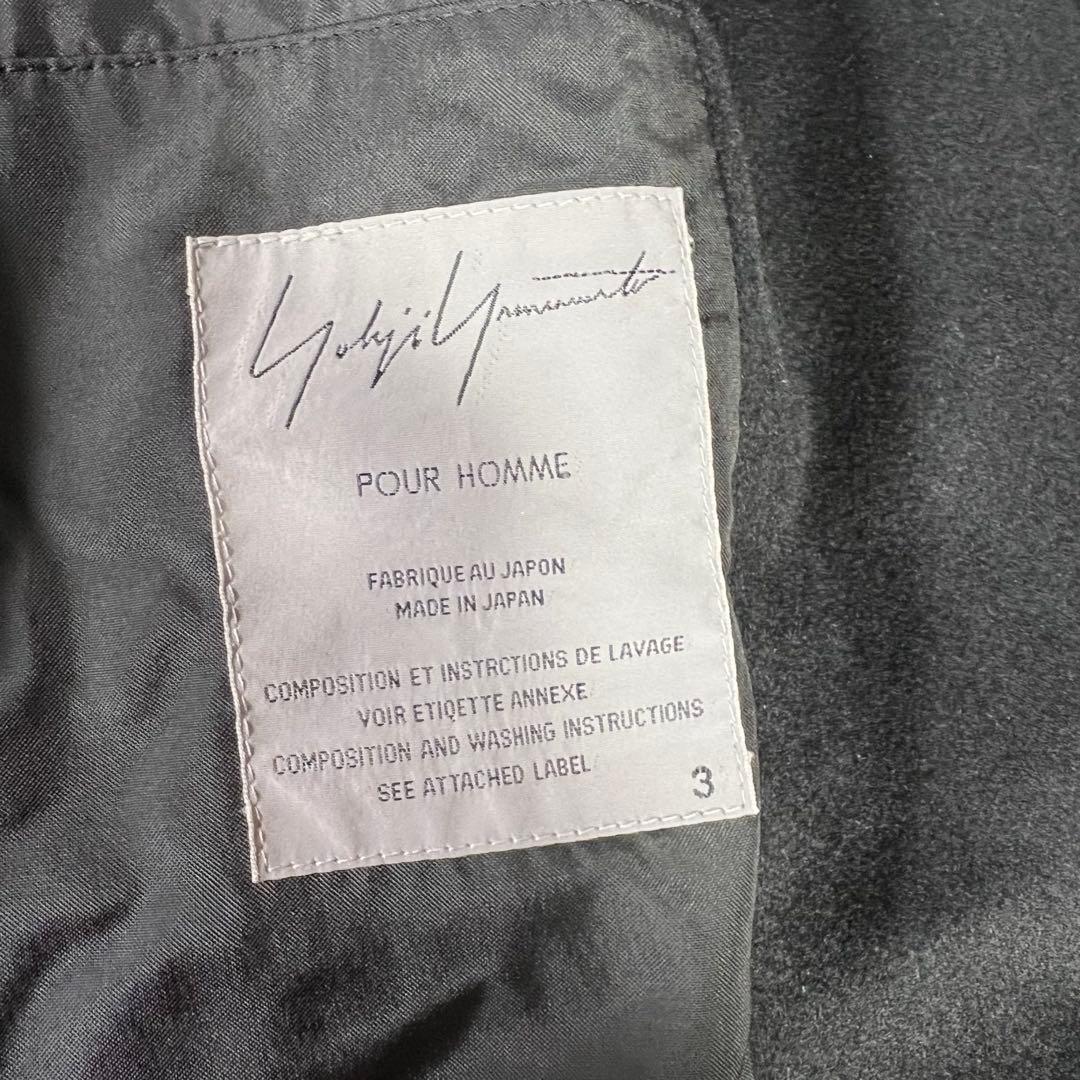 Yohji Yamamoto
POUR HOMME
FABRIQUE AU JAPON
MADE IN JAPAN
COMPOSITION ET INSTRCTIONS DE LAVAGE
VOIR ETIQETTE ANNEXE
COMPOSITION AND WASHING INSTRUCTIONS
SEE ATTACHED LABEL
3